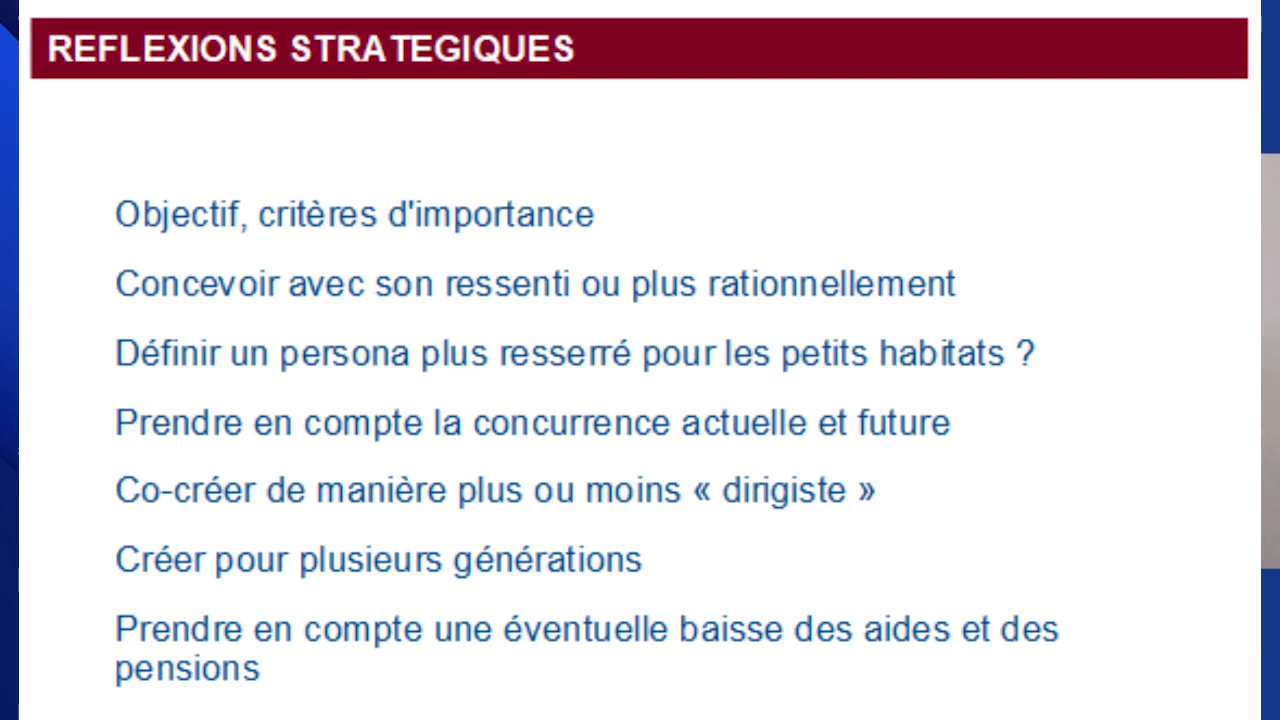 REFLEXIONS STRATEGIQUES
Objectif, critères d'importance
Concevoir avec son ressenti ou plus rationnellement
Définir un persona plus resserré pour les petits habitats ?
Prendre en compte la concurrence actuelle et future
Co-créer de manière plus ou moins « dirigiste »
Créer pour plusieurs générations
Prendre en compte une éventuelle baisse des aides et des
pensions